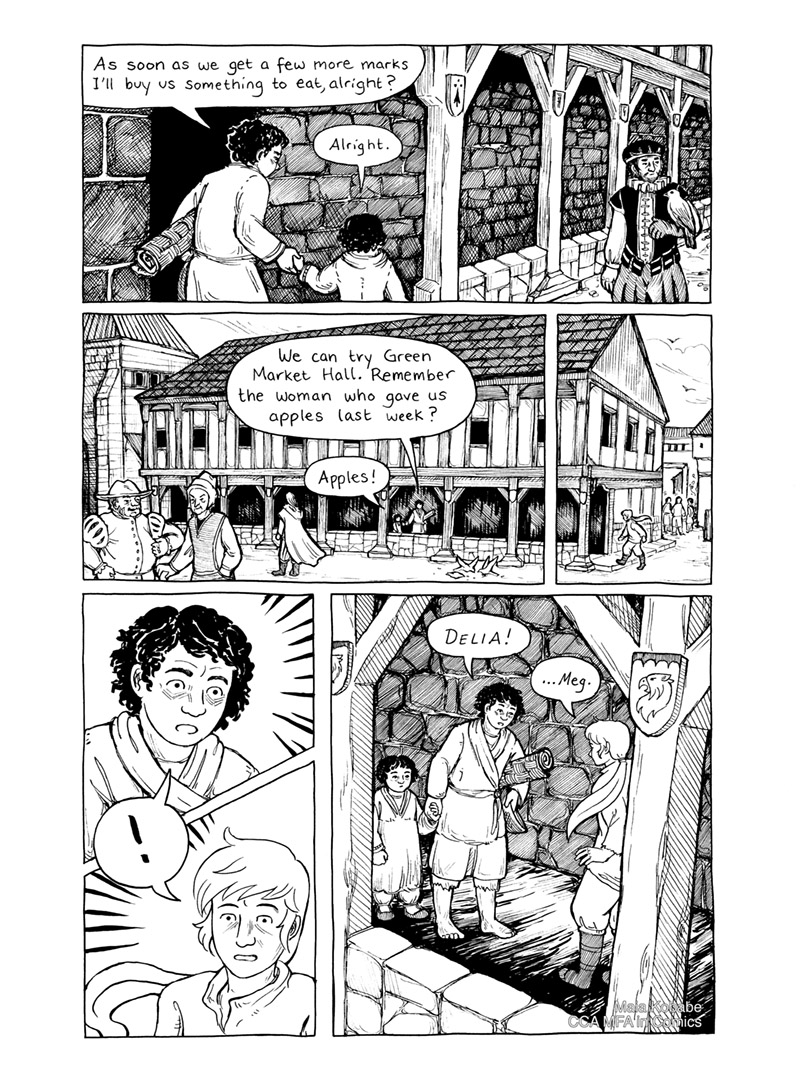 As soon as we get a few more marks
I'll buy us something to eat, alright?
Alright.
We can try Green
Market Hall. Remember
the woman who gave us
apples last week?
Apples!
!
DELIA!
...Meg.
Maia Kobabe
CCA MFA in Comics